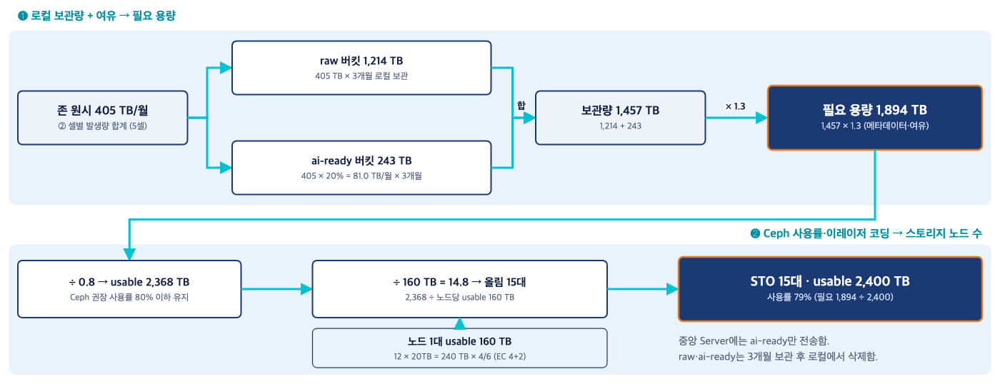 ❶ 로컬 보관량 + 여유 → 필요 용량
raw 버킷 1,214 TB
405 TB × 3개월 로컬 보관
존 원시 405 TB/월
② 셀별 발생량 합계 (5셀)
합
보관량 1,457 TB
1,214 + 243
× 1.3
필요 용량 1,894 TB
1,457 × 1.3 (메타데이터·여유)
ai-ready 버킷 243 TB
405 × 20% = 81.0 TB/월 × 3개월
❷ Ceph 사용률·이레이저 코딩 → 스토리지 노드 수
÷ 0.8 → usable 2,368 TB
Ceph 권장 사용률 80% 이하 유지
÷ 160 TB = 14.8 → 올림 15대
2,368 ÷ 노드당 usable 160 TB
STO 15대 · usable 2,400 TB
사용률 79% (필요 1,894 ÷ 2,400)
노드 1대 usable 160 TB
12 × 20TB = 240 TB × 4/6 (EC 4+2)
중앙 Server에는 ai-ready만 전송함.
raw·ai-ready는 3개월 보관 후 로컬에서 삭제함.